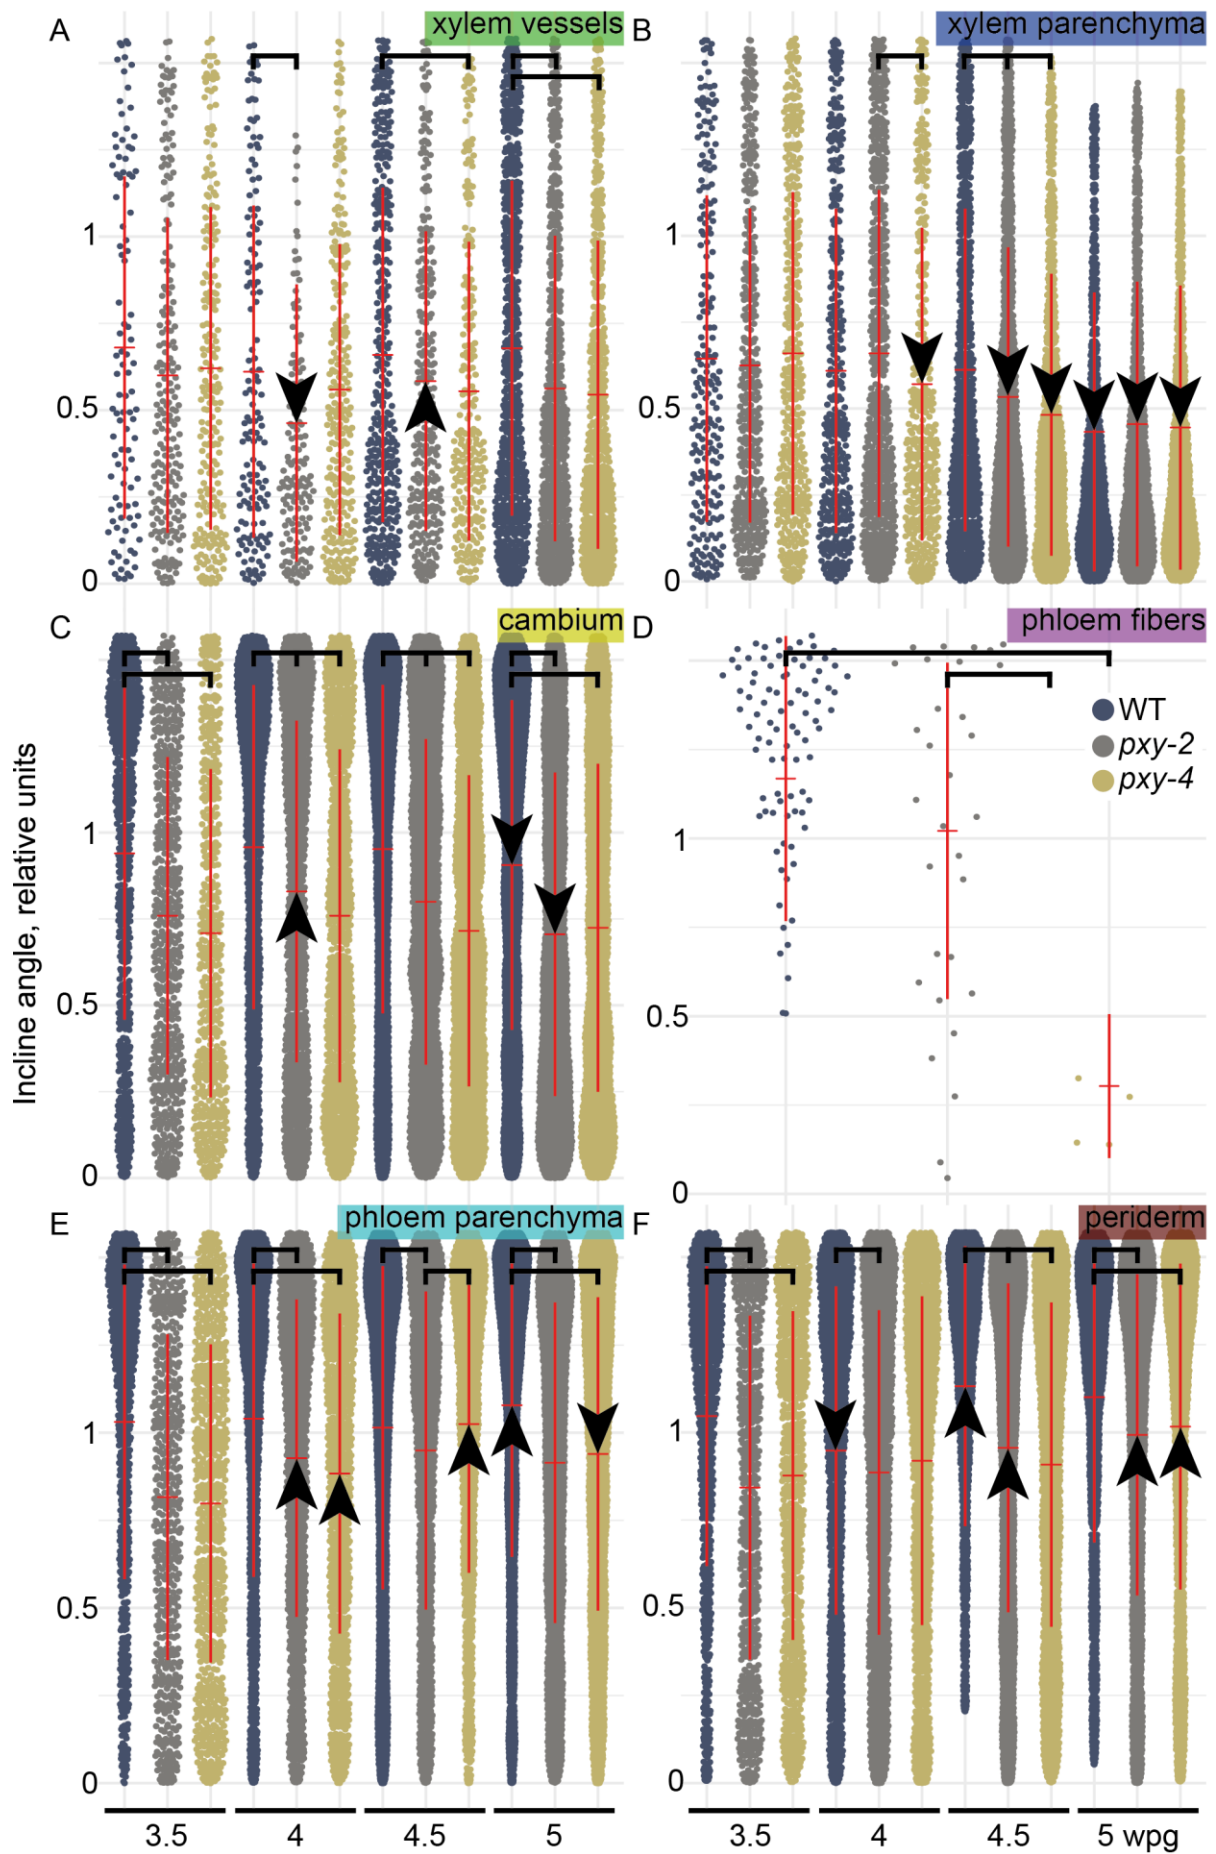 A
xylem vessels
B
xylem parenchyma
1
0.5
0
1
0.5
0
C
cambium
D
phloem fibers
WT
pxy-2
pxy-4
1
0.5
0
1
0.5
0
Incline angle, relative units
E
phloem parenchyma
F
periderm
1
0.5
0
1
0.5
0
3.5 4 4.5 5
3.5 4 4.5 5 wpg